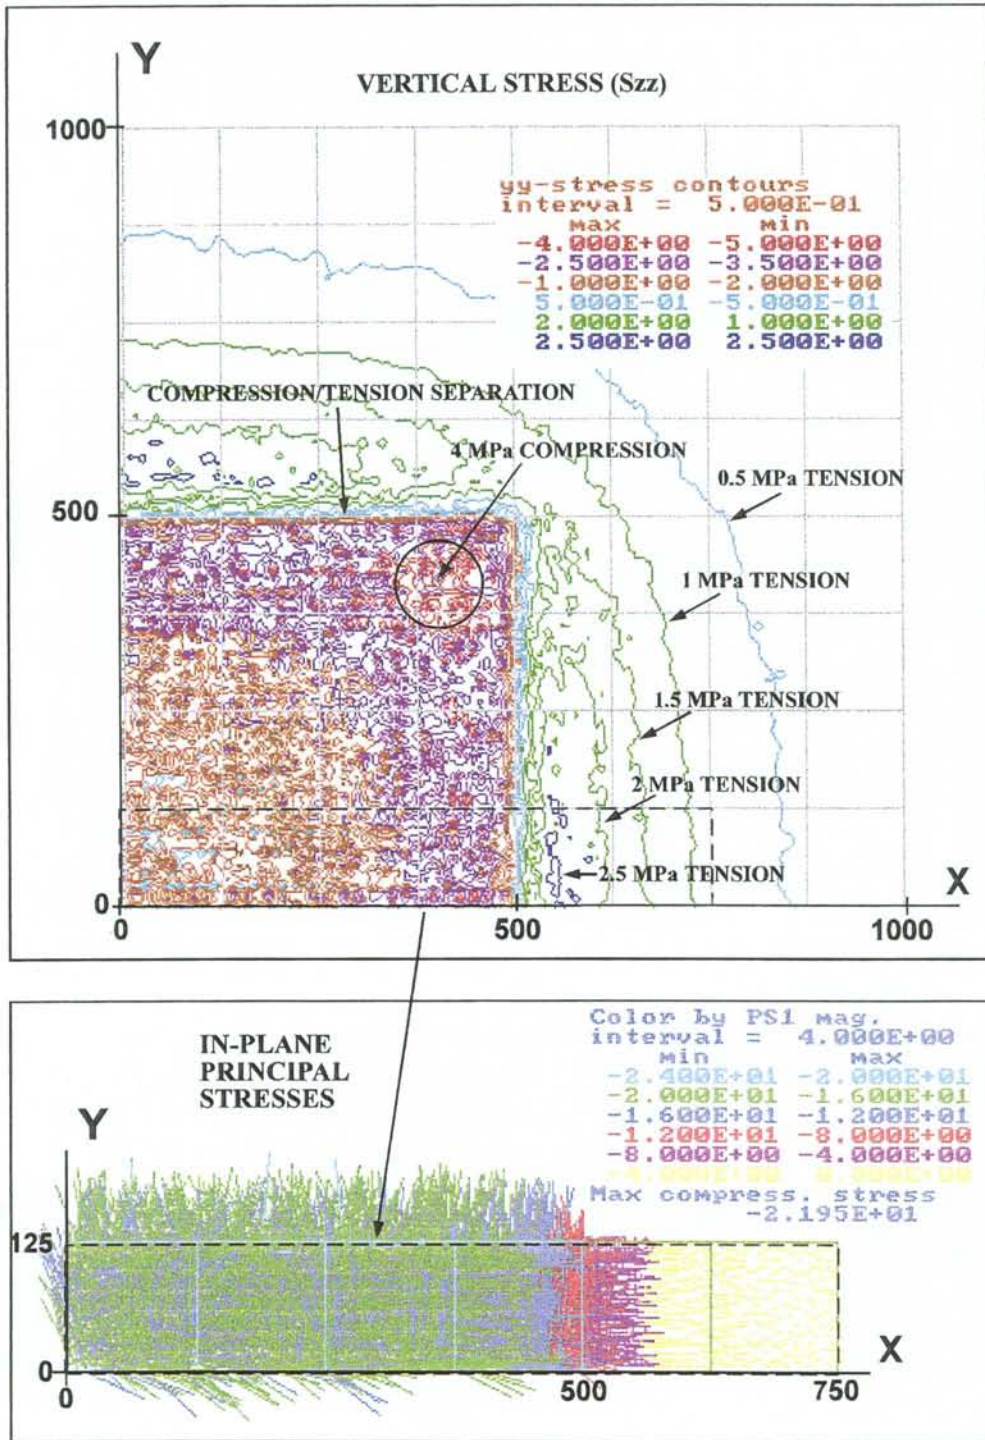 Y
VERTICAL STRESS (Szz)
1000
yy-stress contours
interval = 5.000E-01
max min
-4.000E+00 -5.000E+00
-2.500E+00 -3.500E+00
-1.000E+00 -2.000E+00
5.000E-01 -5.000E-01
2.000E+00 1.000E+00
2.500E+00 2.500E+00
COMPRESSION/TENSION SEPARATION
4 MPa COMPRESSION
0.5 MPa TENSION
500
1 MPa TENSION
1.5 MPa TENSION
2 MPa TENSION
2.5 MPa TENSION
X
0
0 500 1000
IN-PLANE
PRINCIPAL
STRESSES
Color by PS1 mag.
interval = 4.000E+00
min max
-2.400E+01 -2.000E+01
-2.000E+01 -1.600E+01
-1.600E+01 -1.200E+01
-1.200E+01 -8.000E+00
-8.000E+00 -4.000E+00
-4.000E+00 0.000E+00
Max compress. stress
-2.195E+01
Y
125
X
0
0 500 750